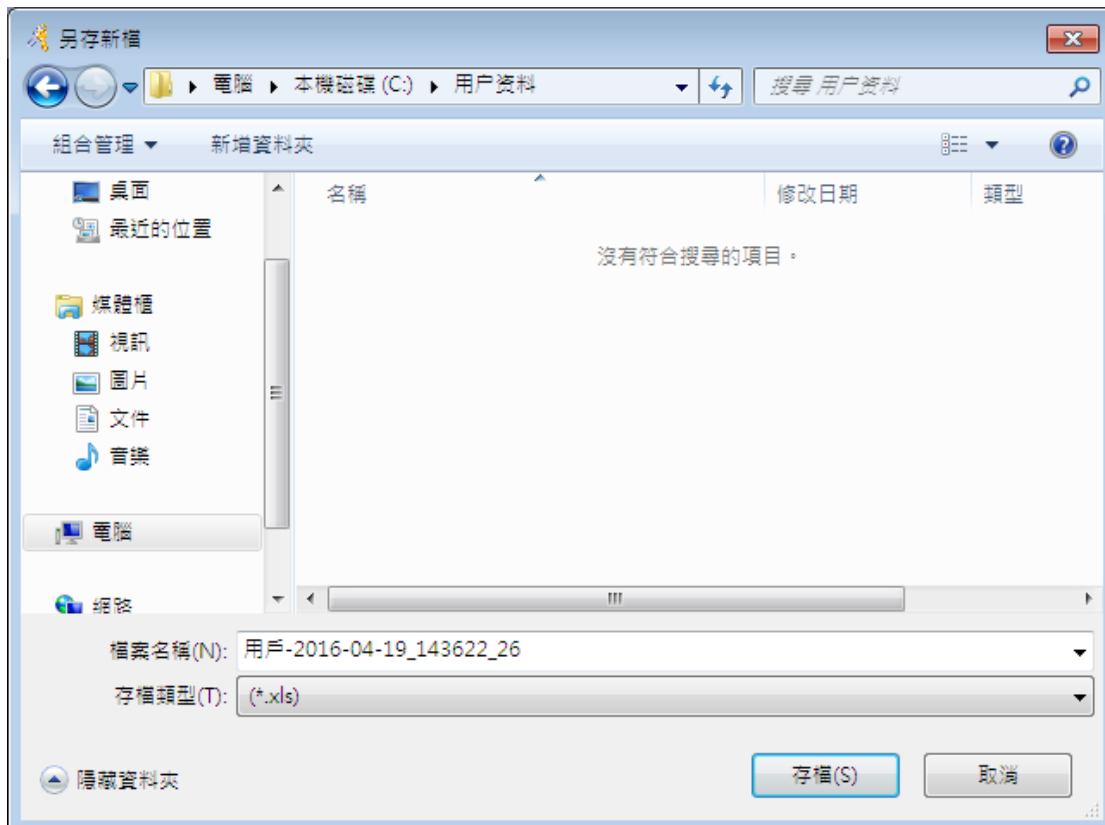 另存新檔
電腦 本機磁碟 (C:) 用户资料 搜尋 用户资料
組合管理 新增資料夾
桌面
最近的位置
媒體櫃
視訊
圖片
文件
音樂
電腦
網路
名稱 修改日期 類型
沒有符合搜尋的項目。
檔案名稱(N): 用戶-2016-04-19_143622_26
存檔類型(T): (*.xls)
隱藏資料夾 存檔(S) 取消